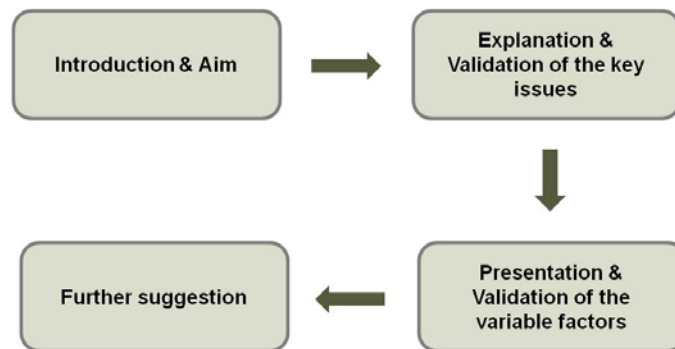 Introduction & Aim
Explanation &
Validation of the key
issues
Presentation &
Validation of the
variable factors
Further suggestion